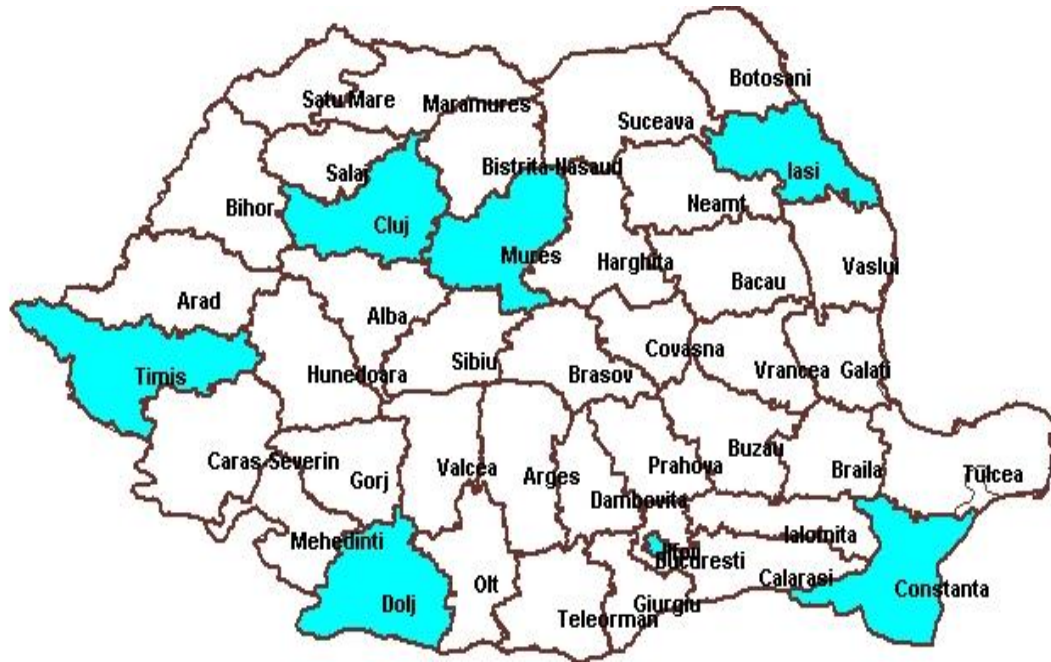 Botosani
Satu Mare
Maramures
Suceava
Salaj
Bistrita-Nasaud
Iasi
Bihor
Cluj
Neamt
Mures
Harghita
Bacau
Vaslui
Arad
Alba
Timis
Hunedoara
Sibiu
Brasov
Covasna
Vrancea
Galati
Caras-Severin
Gorj
Valcea
Arges
Prahova
Buzau
Braila
Tulcea
Dambovita
Mehedinti
Ialomita
Ilfov
Bucuresti
Calarasi
Constanta
Dolj
Olt
Teleorman
Giurgiu